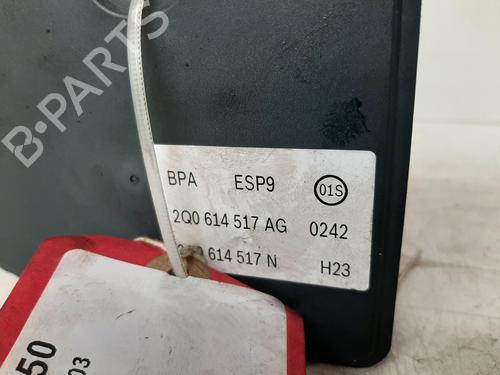 B-PARTS
BPA ESP9 01S
2Q0 614 517 AG 0242
614 517 N H23
50
03